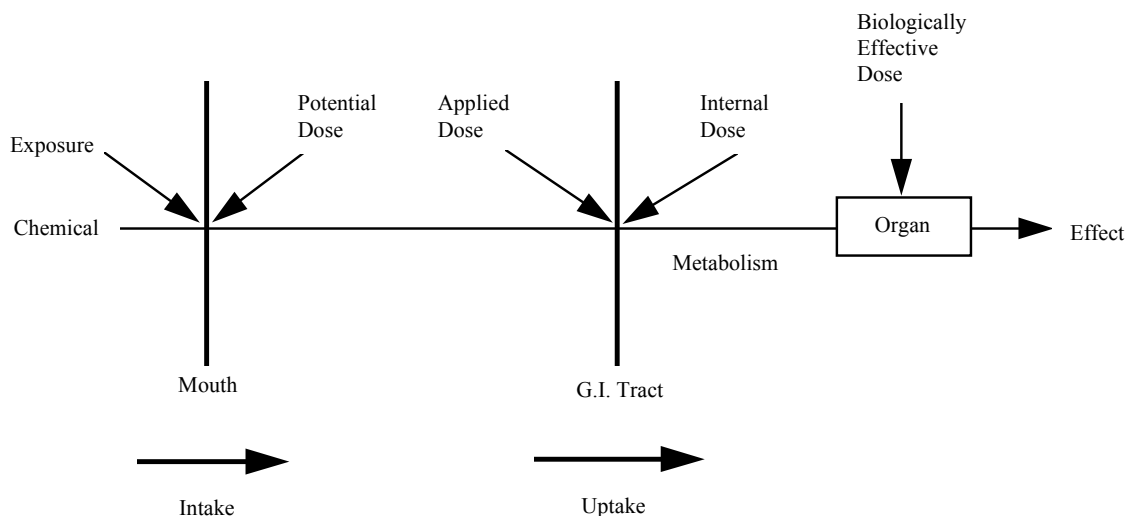 Biologically
Effective
Dose
Potential
Dose
Applied
Dose
Internal
Dose
Exposure
Chemical
Organ
Effect
Metabolism
Mouth
G.I. Tract
Intake
Uptake